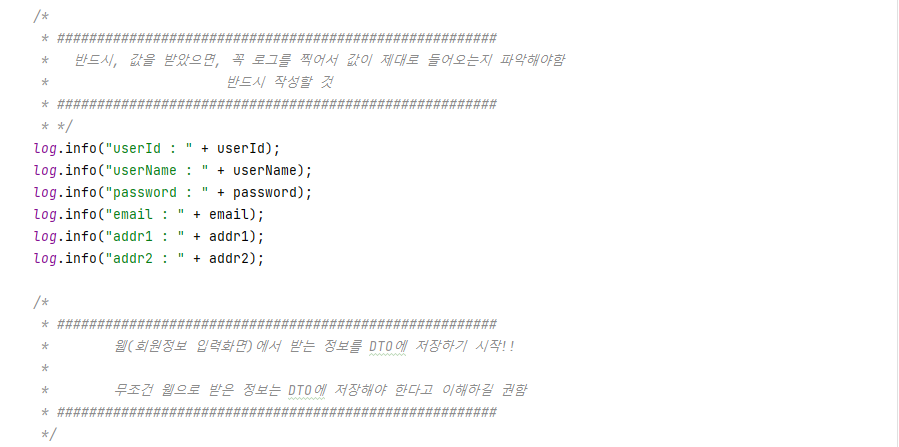 /*
* #######################################################
* 반드시, 값을 받았으면, 꼭 로그를 찍어서 값이 제대로 들어오는지 파악해야함
* 반드시 작성할 것
* #######################################################
* */
log.info("userId : " + userId);
log.info("userName : " + userName);
log.info("password : " + password);
log.info("email : " + email);
log.info("addr1 : " + addr1);
log.info("addr2 : " + addr2);
/*
* #######################################################
* 웹(회원정보 입력화면)에서 받는 정보를 DTO에 저장하기 시작!!
*
* 무조건 웹으로 받은 정보는 DTO에 저장해야 한다고 이해하길 권함
* #######################################################
*/